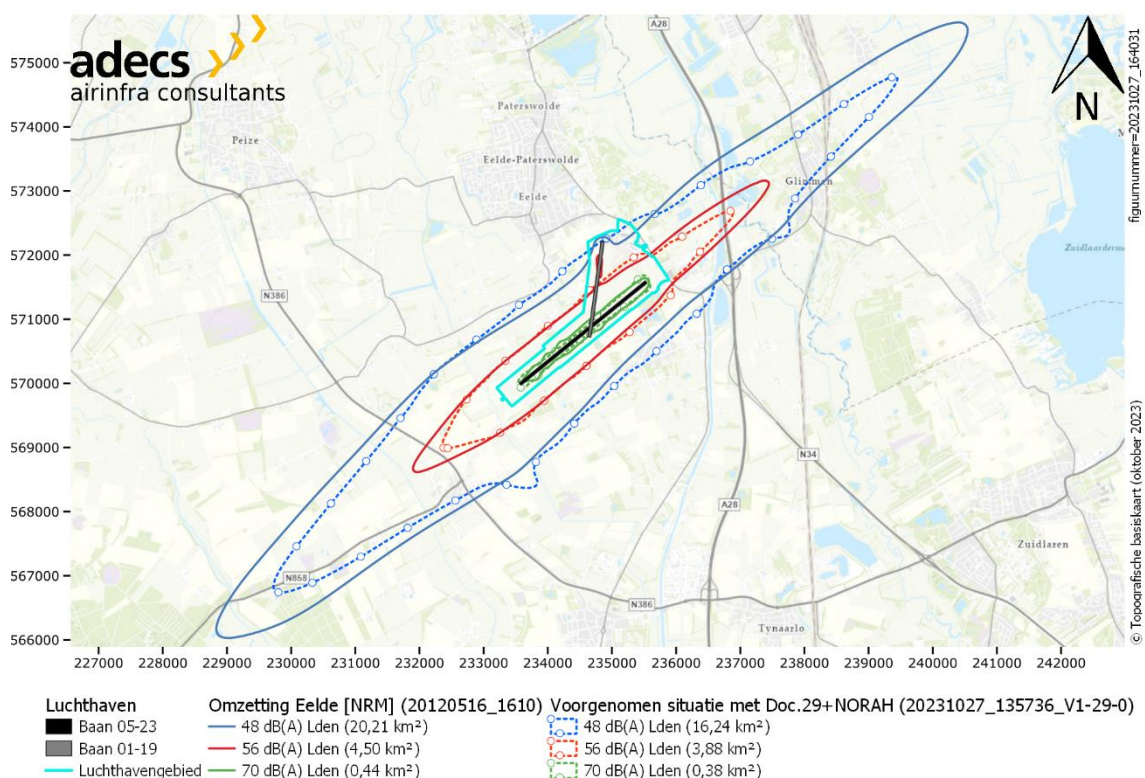 adecs
airinfra consultants
N
figuurnummer=20231027_164031
© Topografische basiskaart (oktober 2023)
575000
574000
573000
572000
571000
570000
569000
568000
567000
566000
227000 228000 229000 230000 231000 232000 233000 234000 235000 236000 237000 238000 239000 240000 241000 242000
A28
Paterswolde
Peize
Eelde-Paterswolde
Eelde
Glimmen
N386
N34
A28
Zuidlaren
N858
N386
Tynaarlo
Luchthaven
Baan 05-23
Baan 01-19
Luchthavengebied
Omzetting Eelde [NRM] (20120516_1610)
48 dB(A) Lden (20,21 km²)
56 dB(A) Lden (4,50 km²)
70 dB(A) Lden (0,44 km²)
Voorgenomen situatie met Doc.29+NORAH (20231027_135736_V1-29-0)
48 dB(A) Lden (16,24 km²)
56 dB(A) Lden (3,88 km²)
70 dB(A) Lden (0,38 km²)